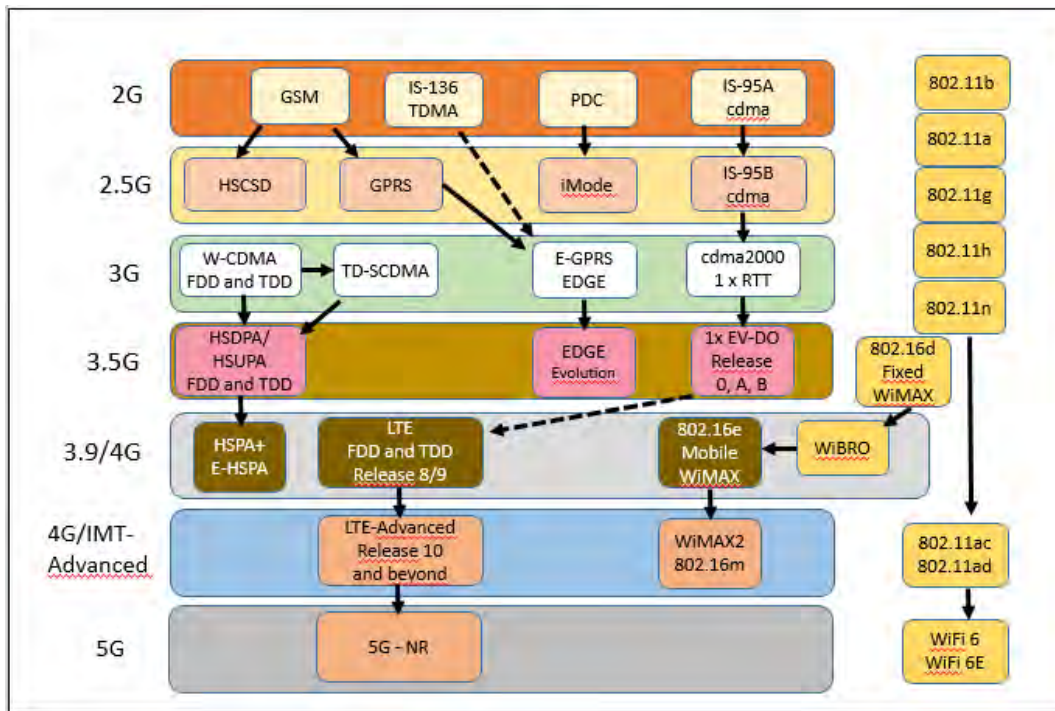 2G
GSM
IS-136
TDMA
PDC
IS-95A
cdma
802.11b
802.11a
2.5G
HSCSD
GPRS
iMode
IS-95B
cdma
802.11g
802.11h
3G
W-CDMA
FDD and TDD
TD-SCDMA
E-GPRS
EDGE
cdma2000
1 x RTT
802.11n
3.5G
HSDPA/
HSUPA
FDD and TDD
EDGE
Evolution
1x EV-DO
Release
0, A, B
802.16d
Fixed
WiMAX
3.9/4G
HSPA+
E-HSPA
LTE
FDD and TDD
Release 8/9
802.16e
Mobile
WiMAX
WiBRO
4G/IMT-
Advanced
LTE-Advanced
Release 10
and beyond
WiMAX2
802.16m
802.11ac
802.11ad
5G
5G - NR
WiFi 6
WiFi 6E